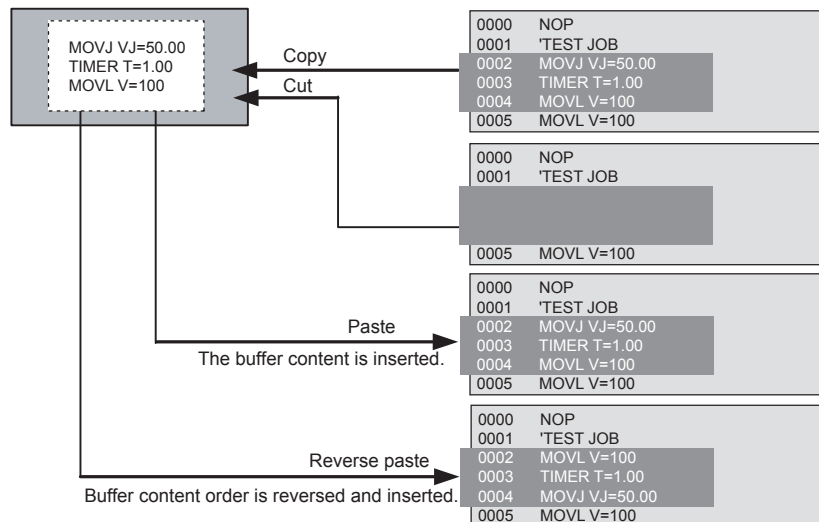 MOVJ VJ=50.00
TIMER T=1.00
MOVL V=100
Copy
Cut
0000 NOP
0001 'TEST JOB
0002 MOVJ VJ=50.00
0003 TIMER T=1.00
0004 MOVL V=100
0005 MOVL V=100
0000 NOP
0001 'TEST JOB
0005 MOVL V=100
Paste
The buffer content is inserted.
0000 NOP
0001 'TEST JOB
0002 MOVJ VJ=50.00
0003 TIMER T=1.00
0004 MOVL V=100
0005 MOVL V=100
Reverse paste
Buffer content order is reversed and inserted.
0000 NOP
0001 'TEST JOB
0002 MOVL V=100
0003 TIMER T=1.00
0004 MOVJ VJ=50.00
0005 MOVL V=100